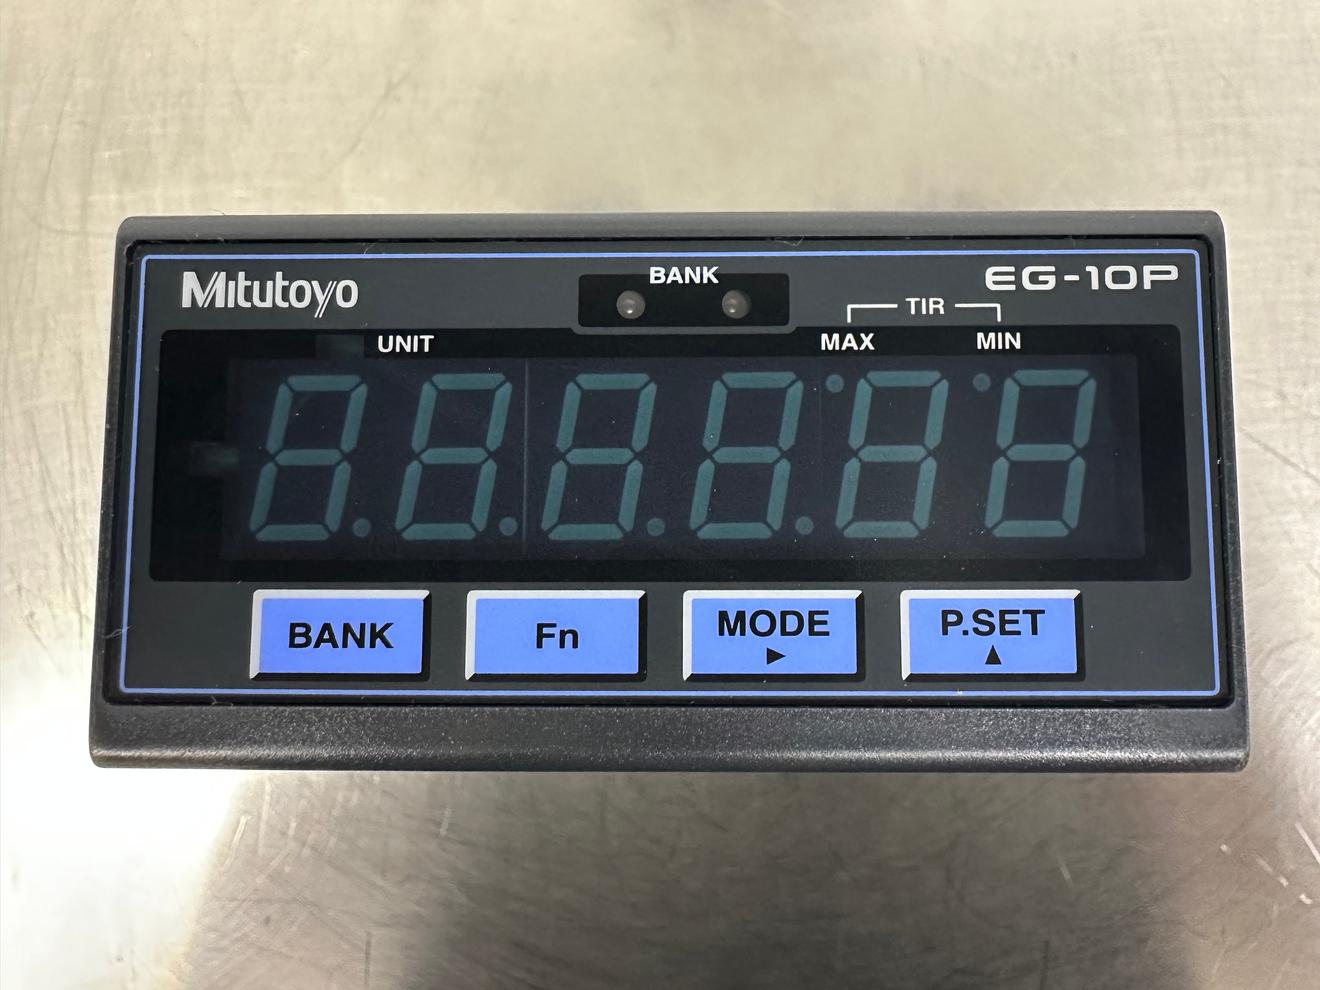 Mitutoyo
BANK
EG-10P
TIR
UNIT
MAX
MIN
BANK
Fn
MODE
▶
P.SET
▲